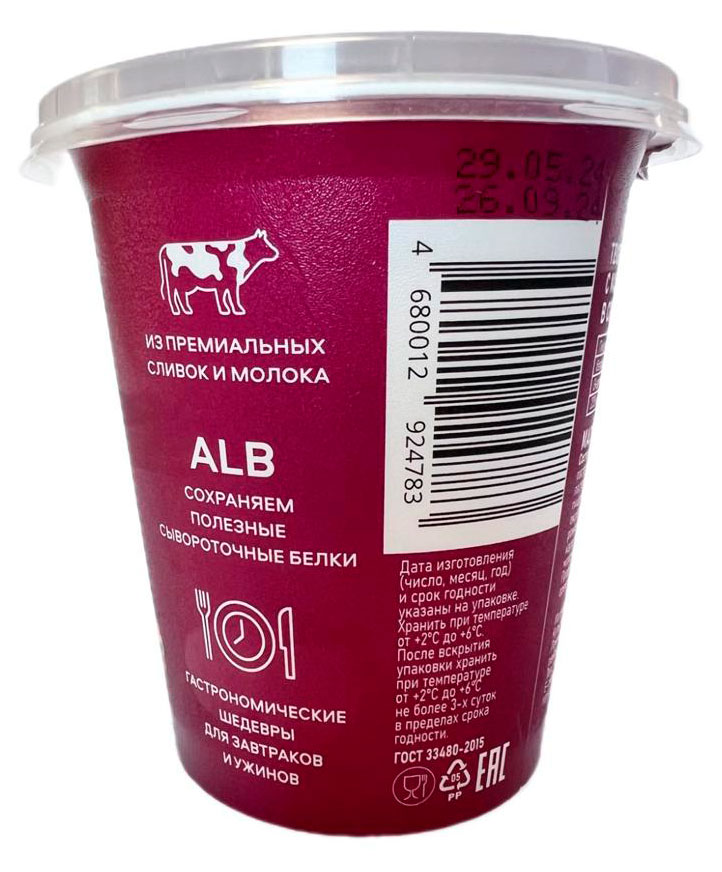 29.05.24
26.09.24
ИЗ ПРЕМИАЛЬНЫХ
СЛИВОК И МОЛОКА
ALB
СОХРАНЯЕМ
ПОЛЕЗНЫЕ
СЫВОРОТОЧНЫЕ БЕЛКИ
ГАСТРОНОМИЧЕСКИЕ
ШЕДЕВРЫ
ДЛЯ ЗАВТРАКОВ
И УЖИНОВ
4 680012 924783
Дата изготовления
(число, месяц, год)
и срок годности
указаны на упаковке.
Хранить при температуре
от +2°С до +6°С.
После вскрытия
упаковки хранить
при температуре
от +2°С до +6°С
не более 3-х суток
в пределах срока
годности.
ГОСТ 33480-2015
05
PP
EAC